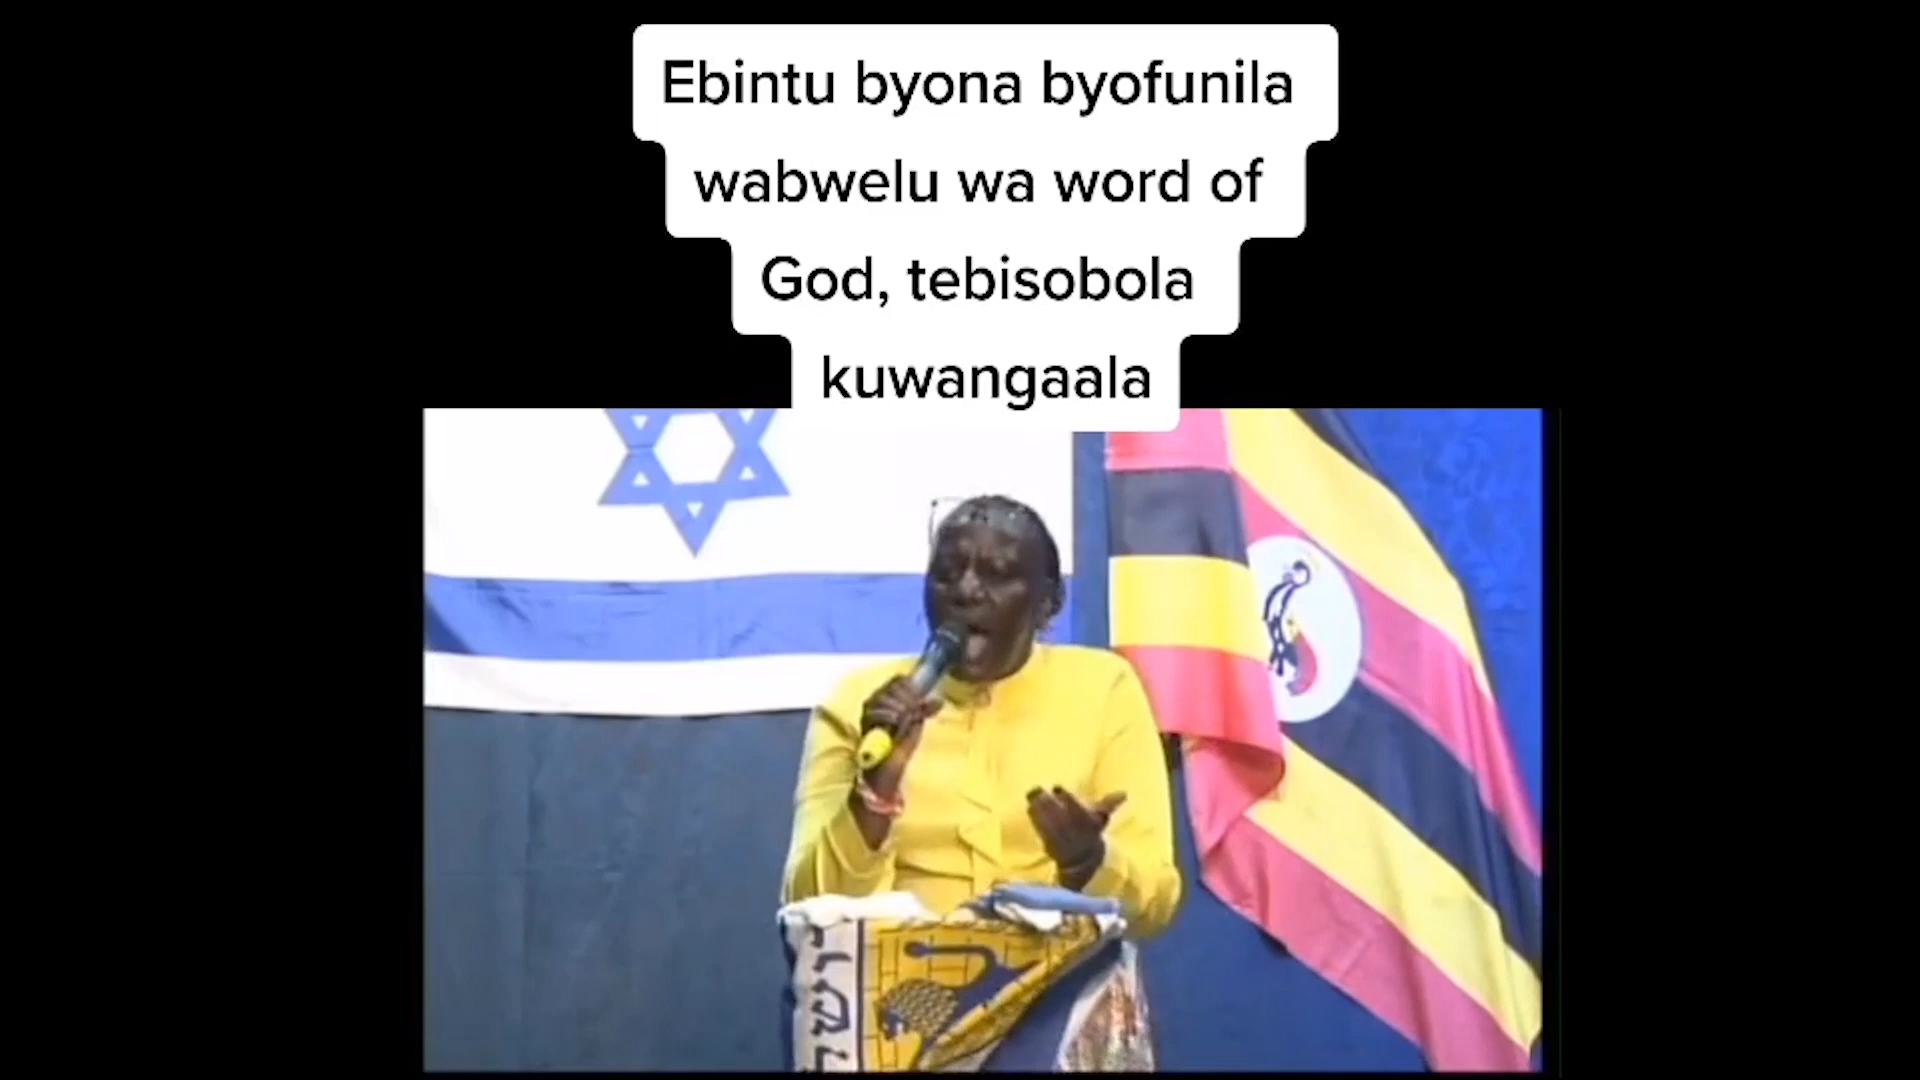 Ebintu byona byofunila
wabwelu wa word of
God, tebisobola
kuwangaala